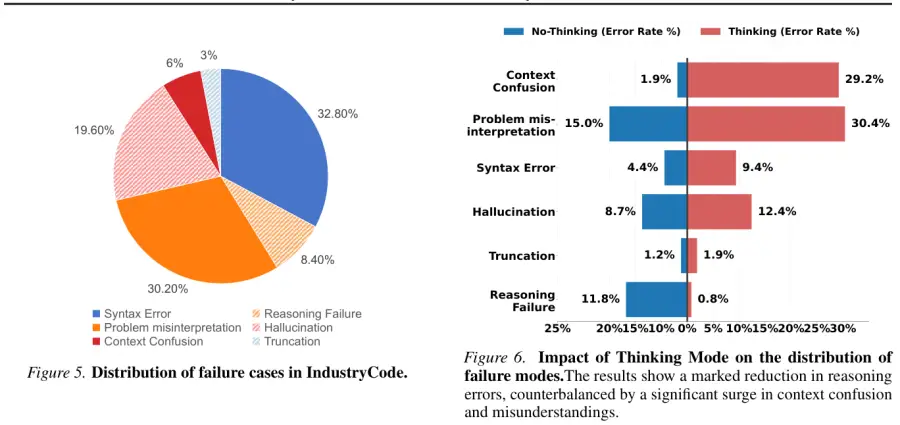 3%
6%
32.80%
19.60%
8.40%
30.20%
Syntax Error
Reasoning Failure
Problem misinterpretation
Hallucination
Context Confusion
Truncation
Figure 5. Distribution of failure cases in IndustryCode.
No-Thinking (Error Rate %)
Thinking (Error Rate %)
Context
Confusion
1.9%
29.2%
Problem mis-
interpretation
15.0%
30.4%
Syntax Error
4.4%
9.4%
Hallucination
8.7%
12.4%
Truncation
1.2%
1.9%
Reasoning
Failure
11.8%
0.8%
25% 20%15%10% 0% 5% 10%15%20%25%30%
Figure 6. Impact of Thinking Mode on the distribution of
failure modes.The results show a marked reduction in reasoning
errors, counterbalanced by a significant surge in context confusion
and misunderstandings.